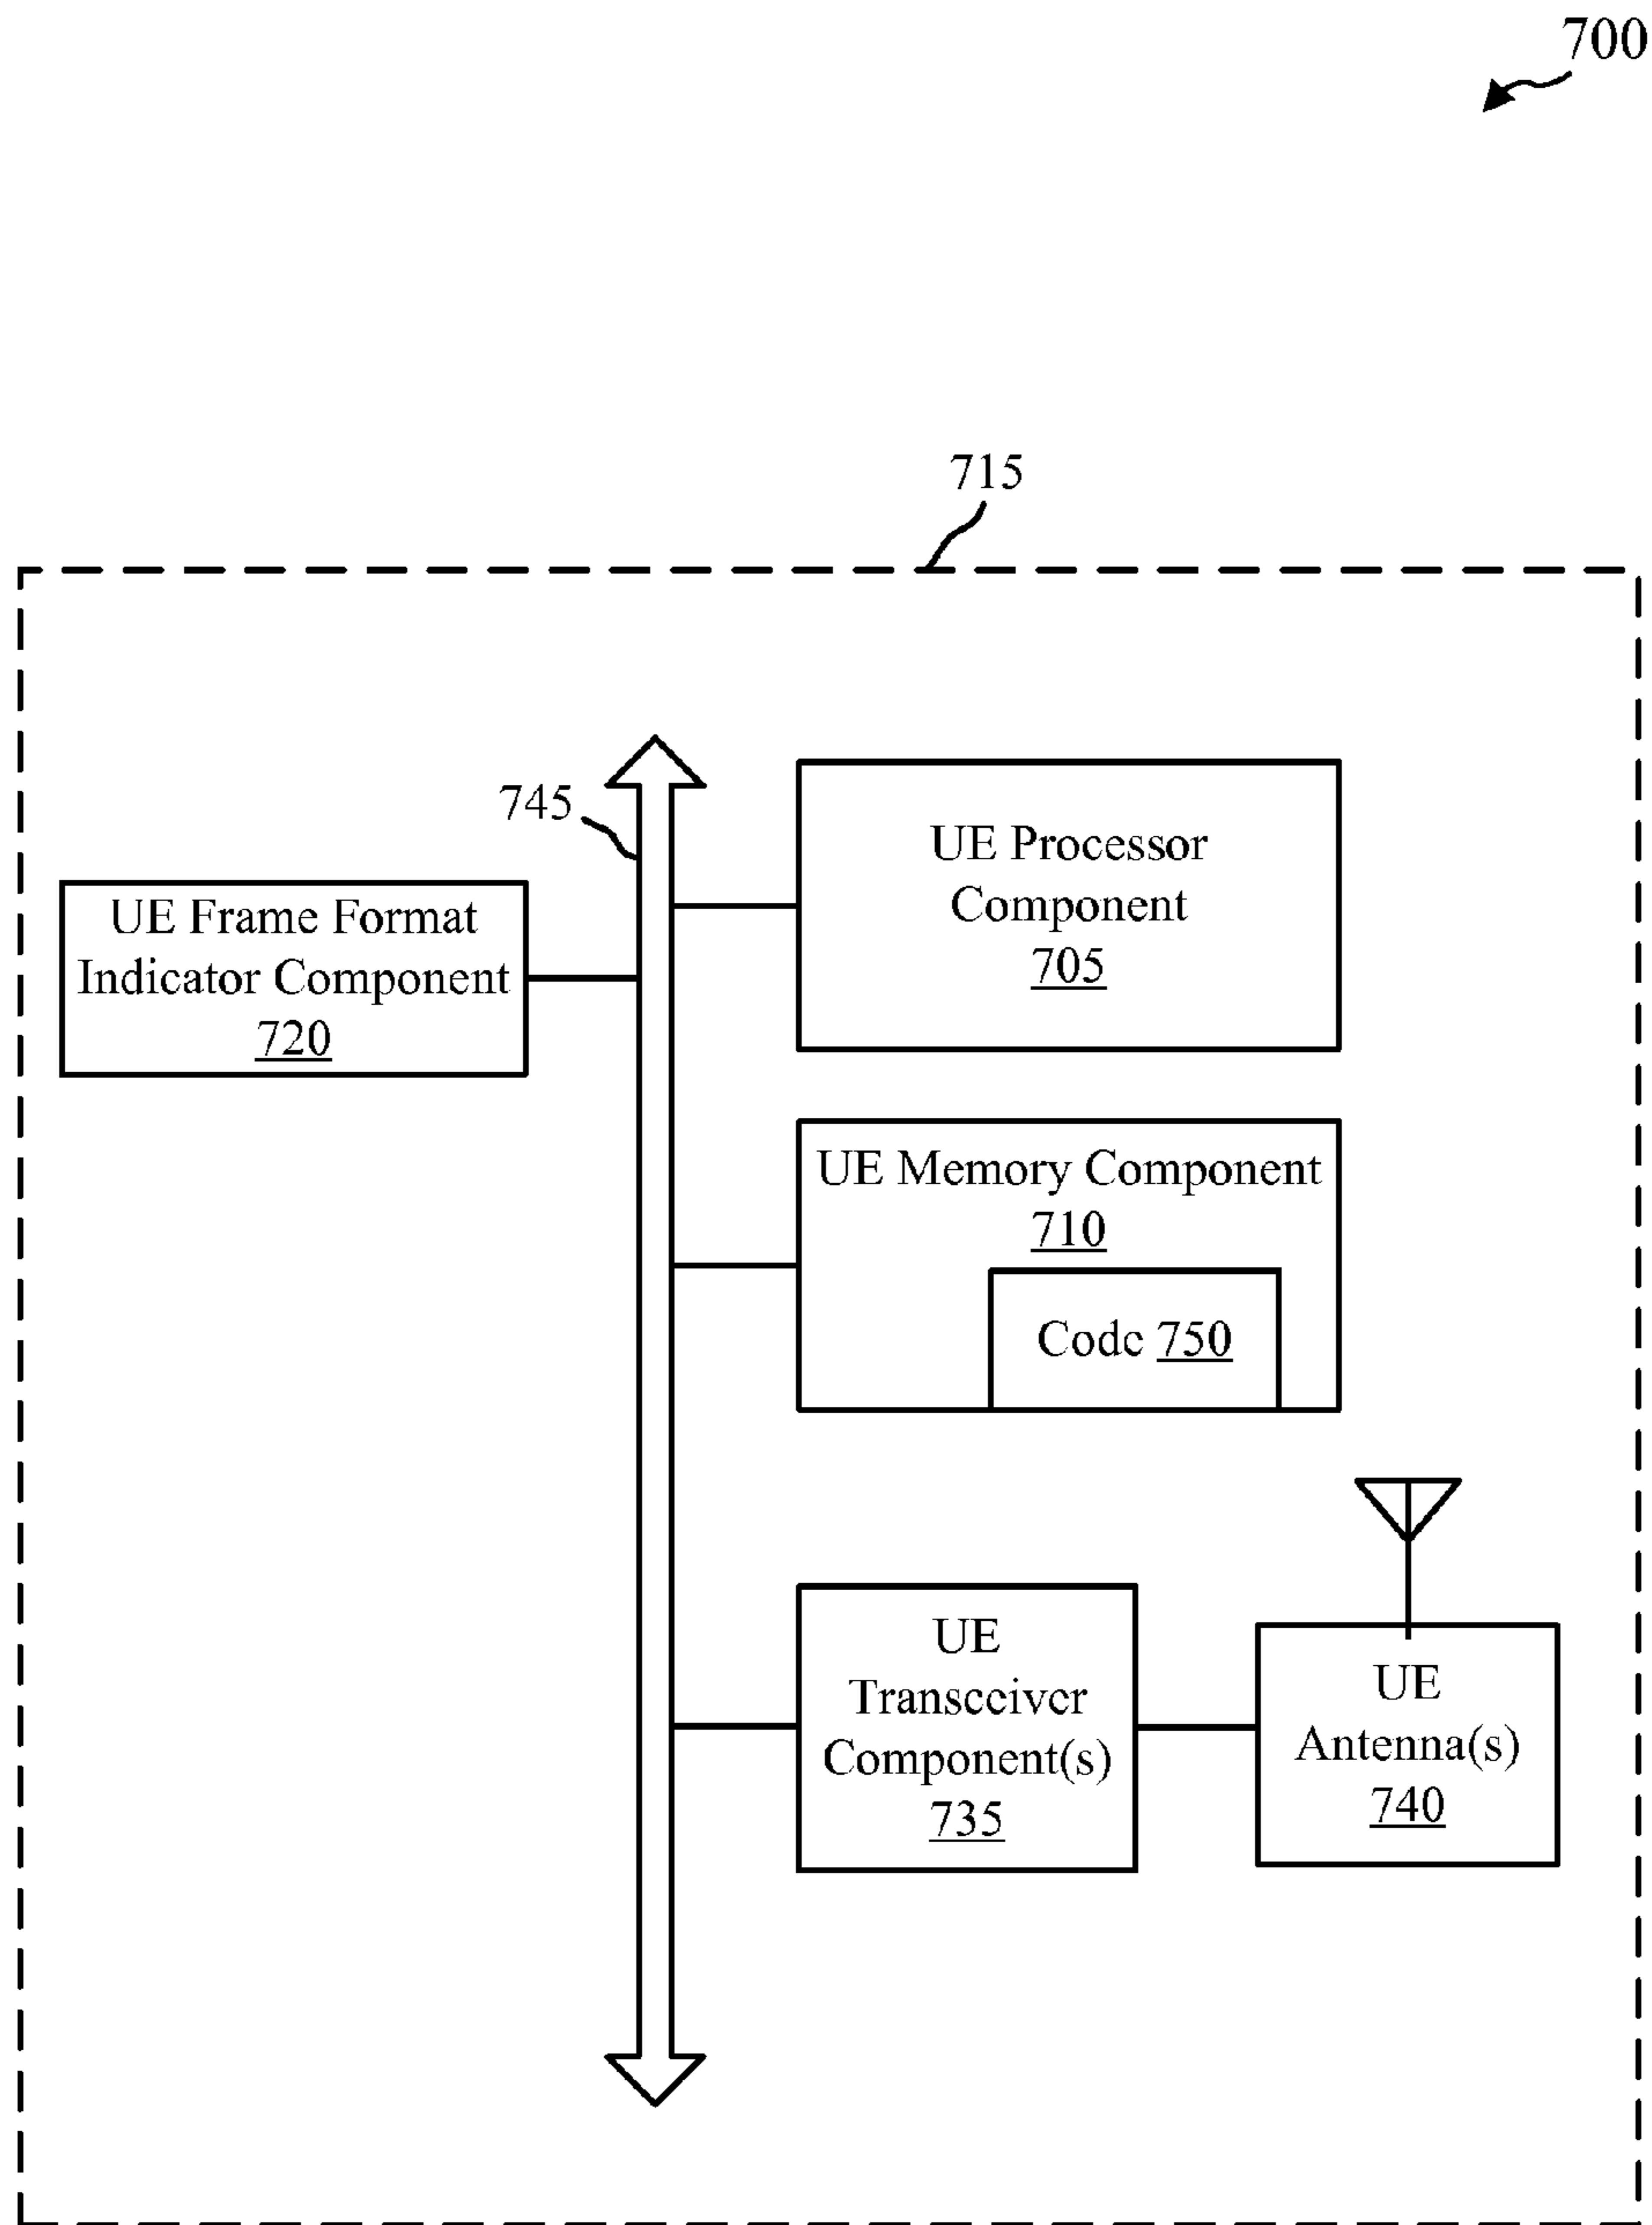 700
715
745
UE Processor
Component
705
UE Frame Format
Indicator Component
720
UE Memory Component
710
Code 750
UE
Transceiver
Component(s)
735
UE
Antenna(s)
740